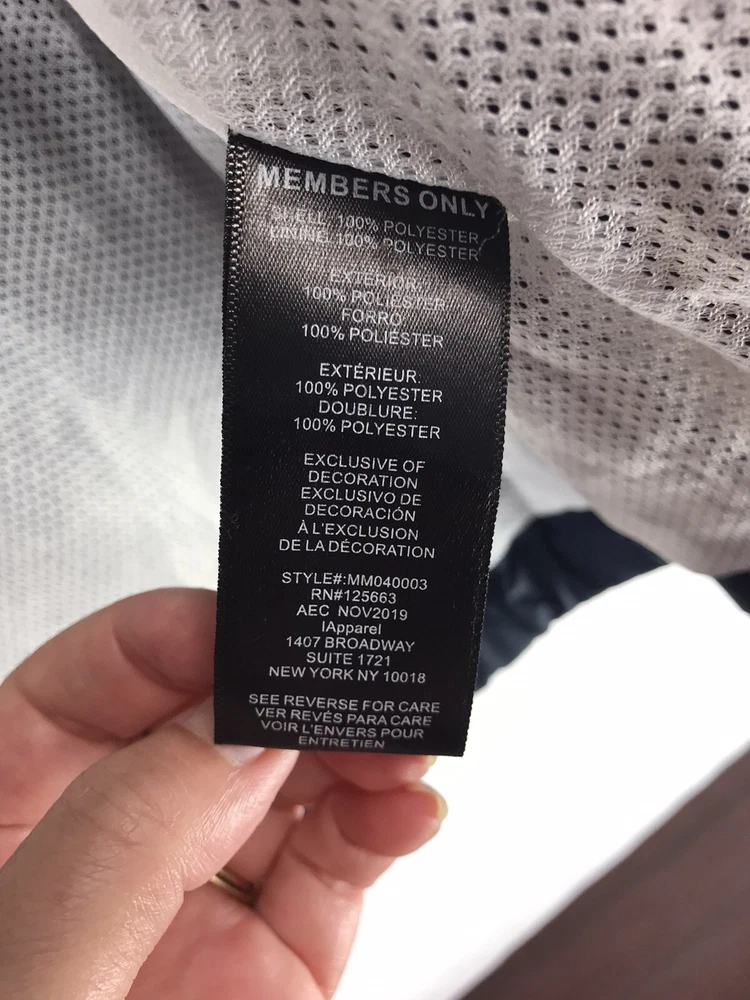 MEMBERS ONLY
SHELL: 100% POLYESTER
LINING: 100% POLYESTER
EXTERIOR:
100% POLIESTER
FORRO
100% POLIÉSTER
EXTÉRIEUR:
100% POLYESTER
DOUBLURE:
100% POLYESTER
EXCLUSIVE OF
DECORATION
EXCLUSIVO DE
DECORACIÓN
À L'EXCLUSION
DE LA DÉCORATION
STYLE#:MM040003
RN#125663
AEC NOV2019
IApparel
1407 BROADWAY
SUITE 1721
NEW YORK NY 10018
SEE REVERSE FOR CARE
VER REVÉS PARA CARE
VOIR L'ENVERS POUR
ENTRETIEN